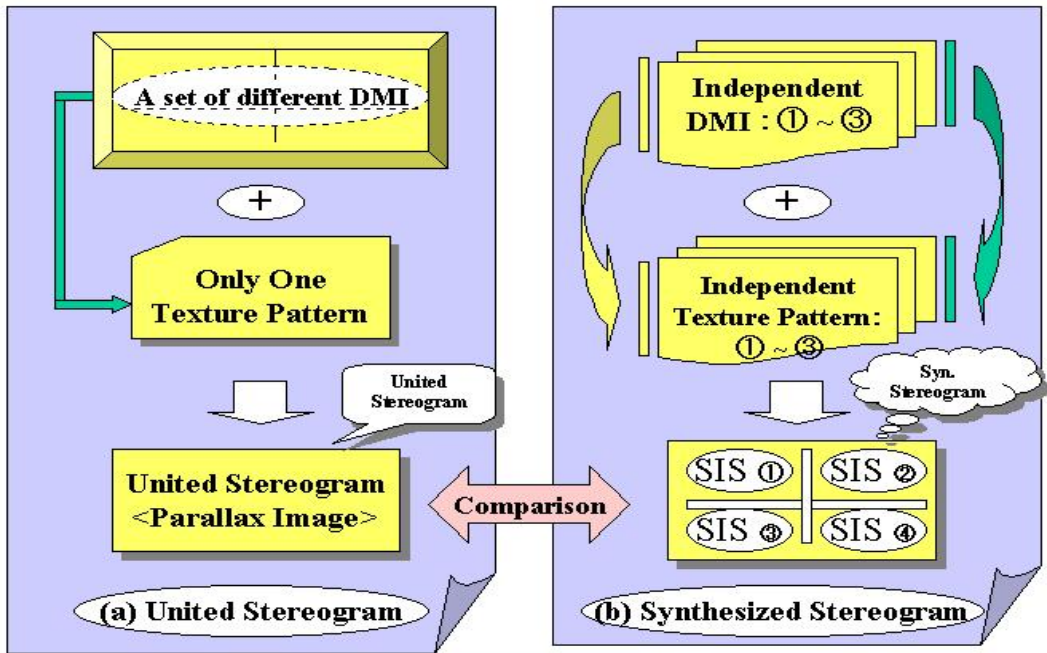 A set of different DMI
+
Only One
Texture Pattern
United
Stereogram
United Stereogram
<Parallax Image>
(a) United Stereogram
Comparison
Independent
DMI : ① ~ ③
+
Independent
Texture Pattern:
① ~ ③
Syn.
Stereogram
SIS ①
SIS ②
SIS ③
SIS ④
(b) Synthesized Stereogram